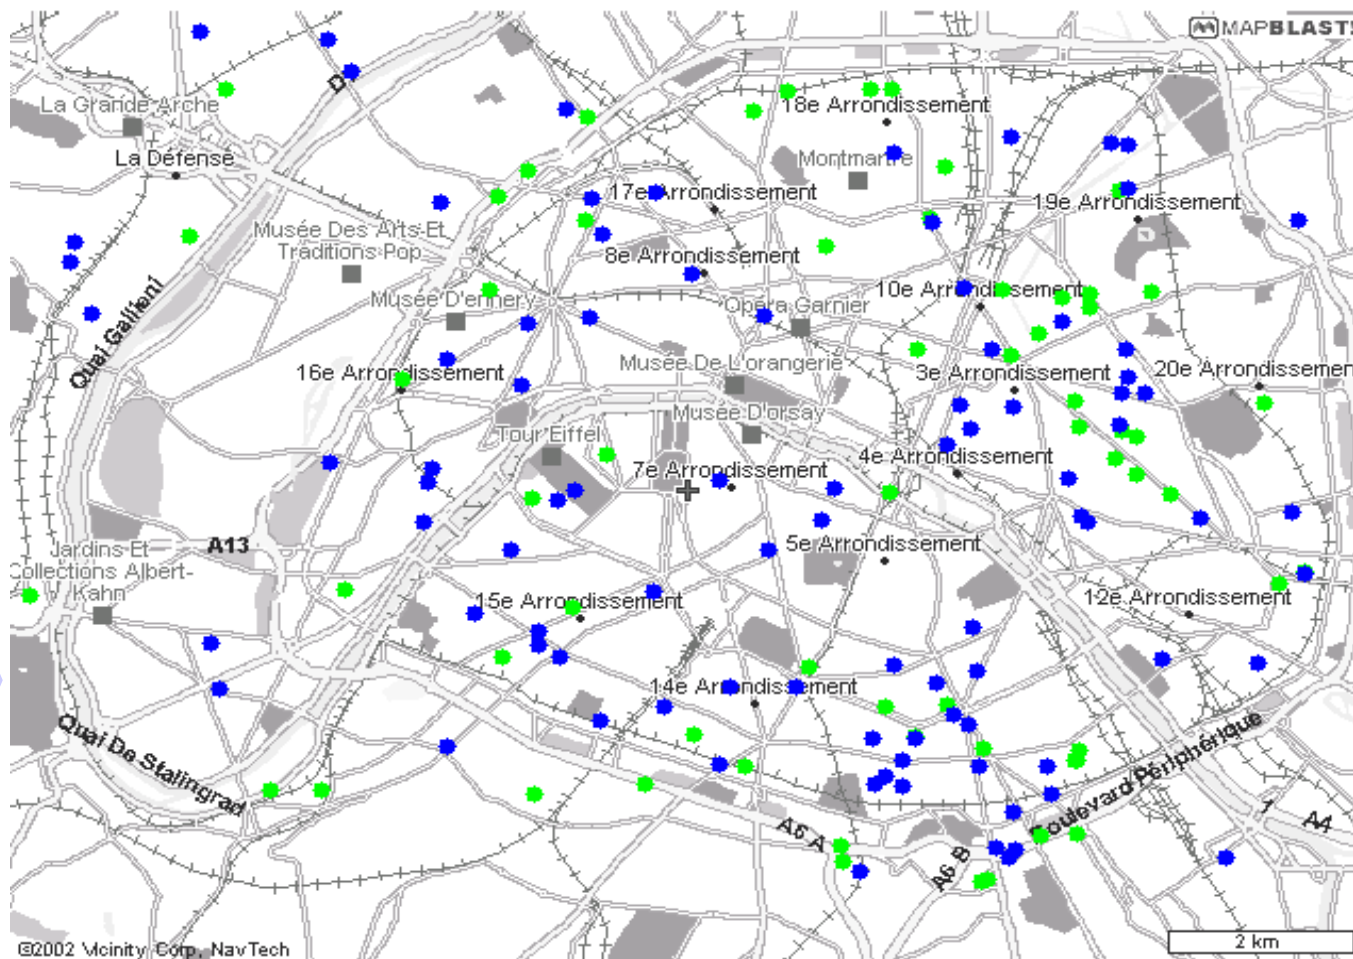 MAPBLAST!
D
La Grande Arche
18e Arrondissement
La Défense
Montmartre
17e Arrondissement
19e Arrondissement
Musée Des Arts Et
Traditions Pop
8e Arrondissement
Quai Gallieni
Musée D'ennery
Opéra Garnier
10e Arrondissement
16e Arrondissement
Musée De L'orangerie
3e Arrondissement
20e Arrondissemen
Musée D'orsay
Tour Eiffel
7e Arrondissement
4e Arrondissement
A13
5e Arrondissement
Jardins Et
Collections Albert-
Kahn
15e Arrondissement
12e Arrondissement
14e Arrondissement
Quai De Stalingrad
Boulevard Périphérique
A6 A
A6 B
1
A4
©2002 Vicinity Corp, NavTech
2 km